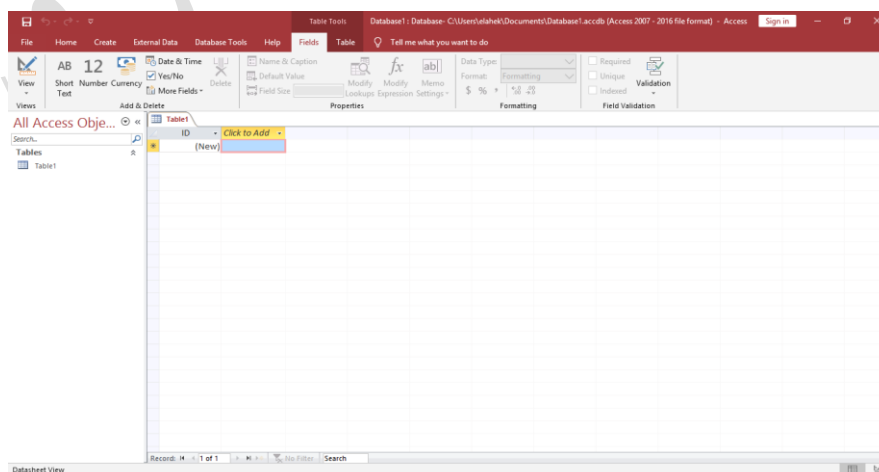 Table Tools Database1 : Database- C:\Users\elahek\Documents\Database1.accdb (Access 2007 - 2016 file format) - Access Sign in
File Home Create External Data Database Tools Help Fields Table Tell me what you want to do
View
Views
AB
Short Text
12
Number
Currency
Date & Time
Yes/No
More Fields
Delete
Add & Delete
Name & Caption
Default Value
Field Size
Modify Lookups
fx
Modify Expression
ab
Memo Settings
Properties
Data Type:
Format: Formatting
$ % ,
Formatting
Required
Unique
Indexed
Validation
Field Validation
All Access Obje...
Search...
Tables
Table1
Table1
ID Click to Add
(New)
Record: 1 of 1 No Filter Search
Datasheet View